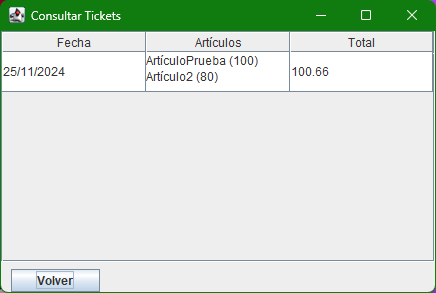 Consultar Tickets
Fecha Artículos Total
25/11/2024 ArtículoPrueba (100) 100.66
Artículo2 (80)
Volver